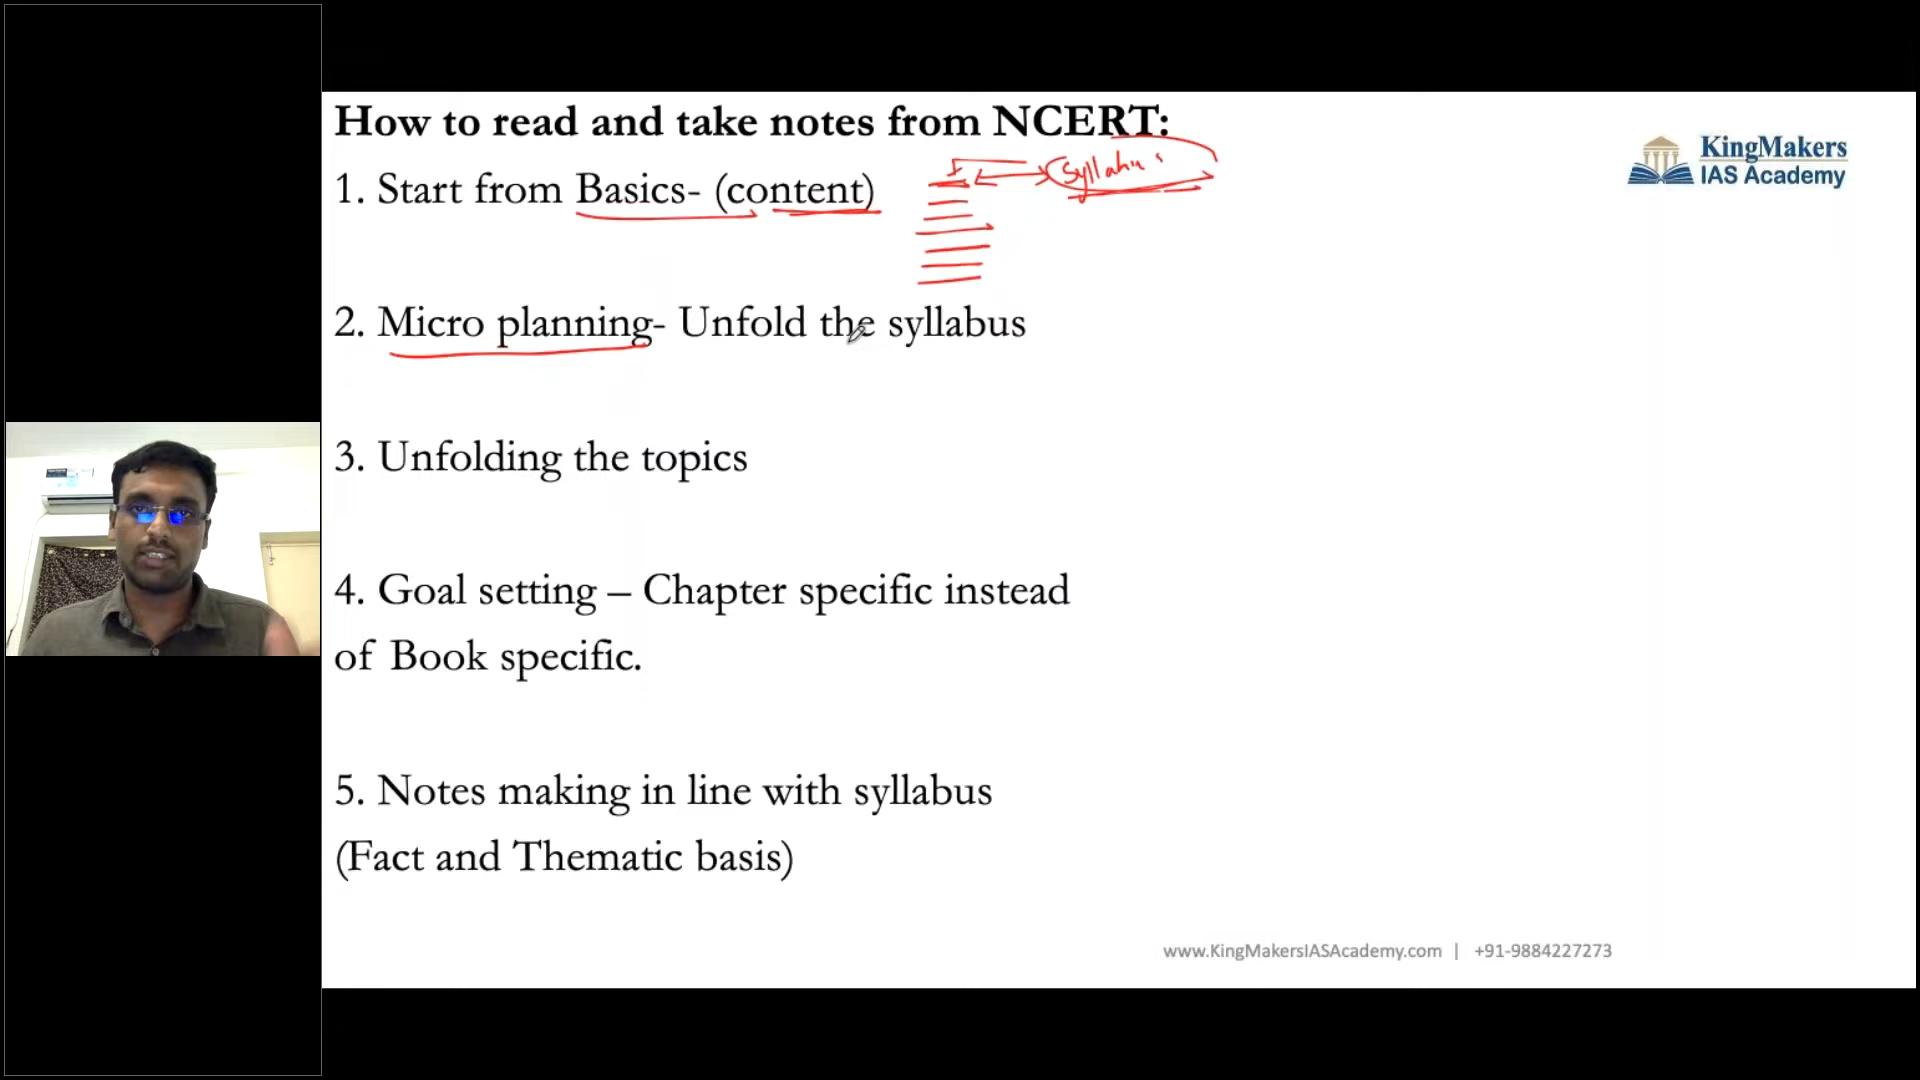 How to read and take notes from NCERT:
1. Start from Basics- (content)
Syllabus
2. Micro planning- Unfold the syllabus
3. Unfolding the topics
4. Goal setting – Chapter specific instead
of Book specific.
5. Notes making in line with syllabus
(Fact and Thematic basis)
KingMakers
IAS Academy
www.KingMakersIASAcademy.com | +91-9884227273